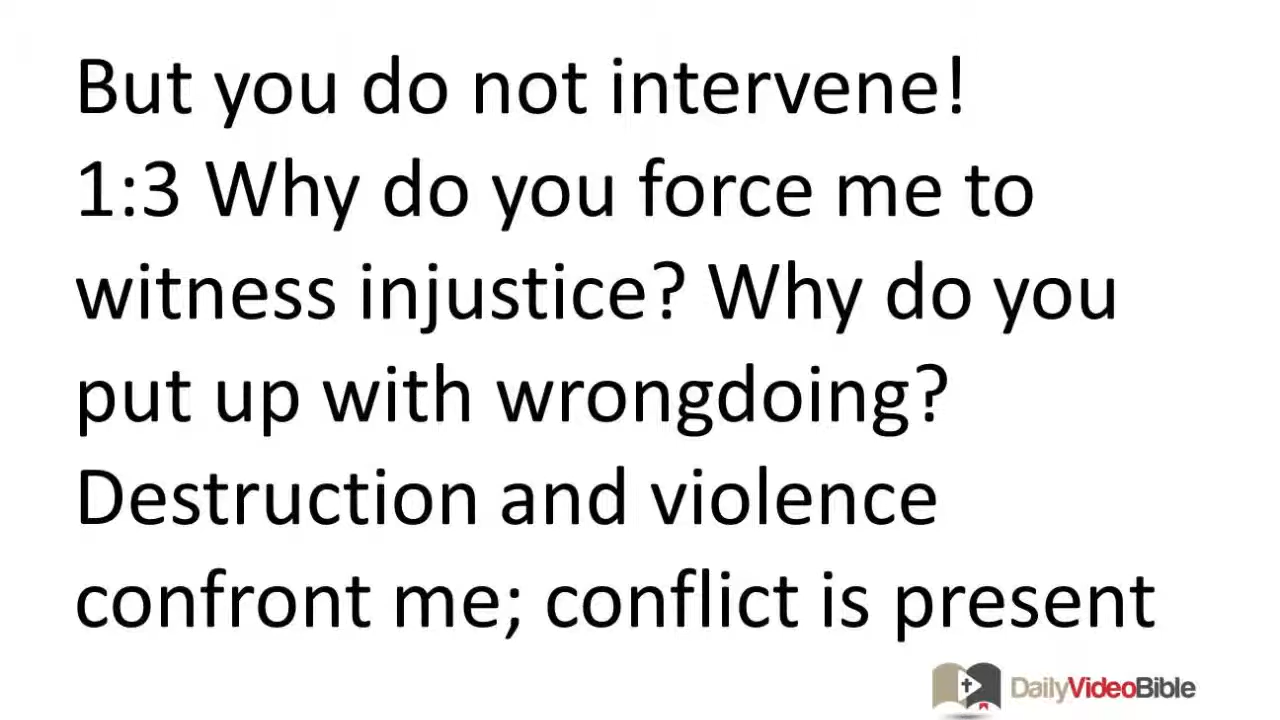 But you do not intervene!
1:3 Why do you force me to
witness injustice? Why do you
put up with wrongdoing?
Destruction and violence
confront me; conflict is present
DailyVideoBible